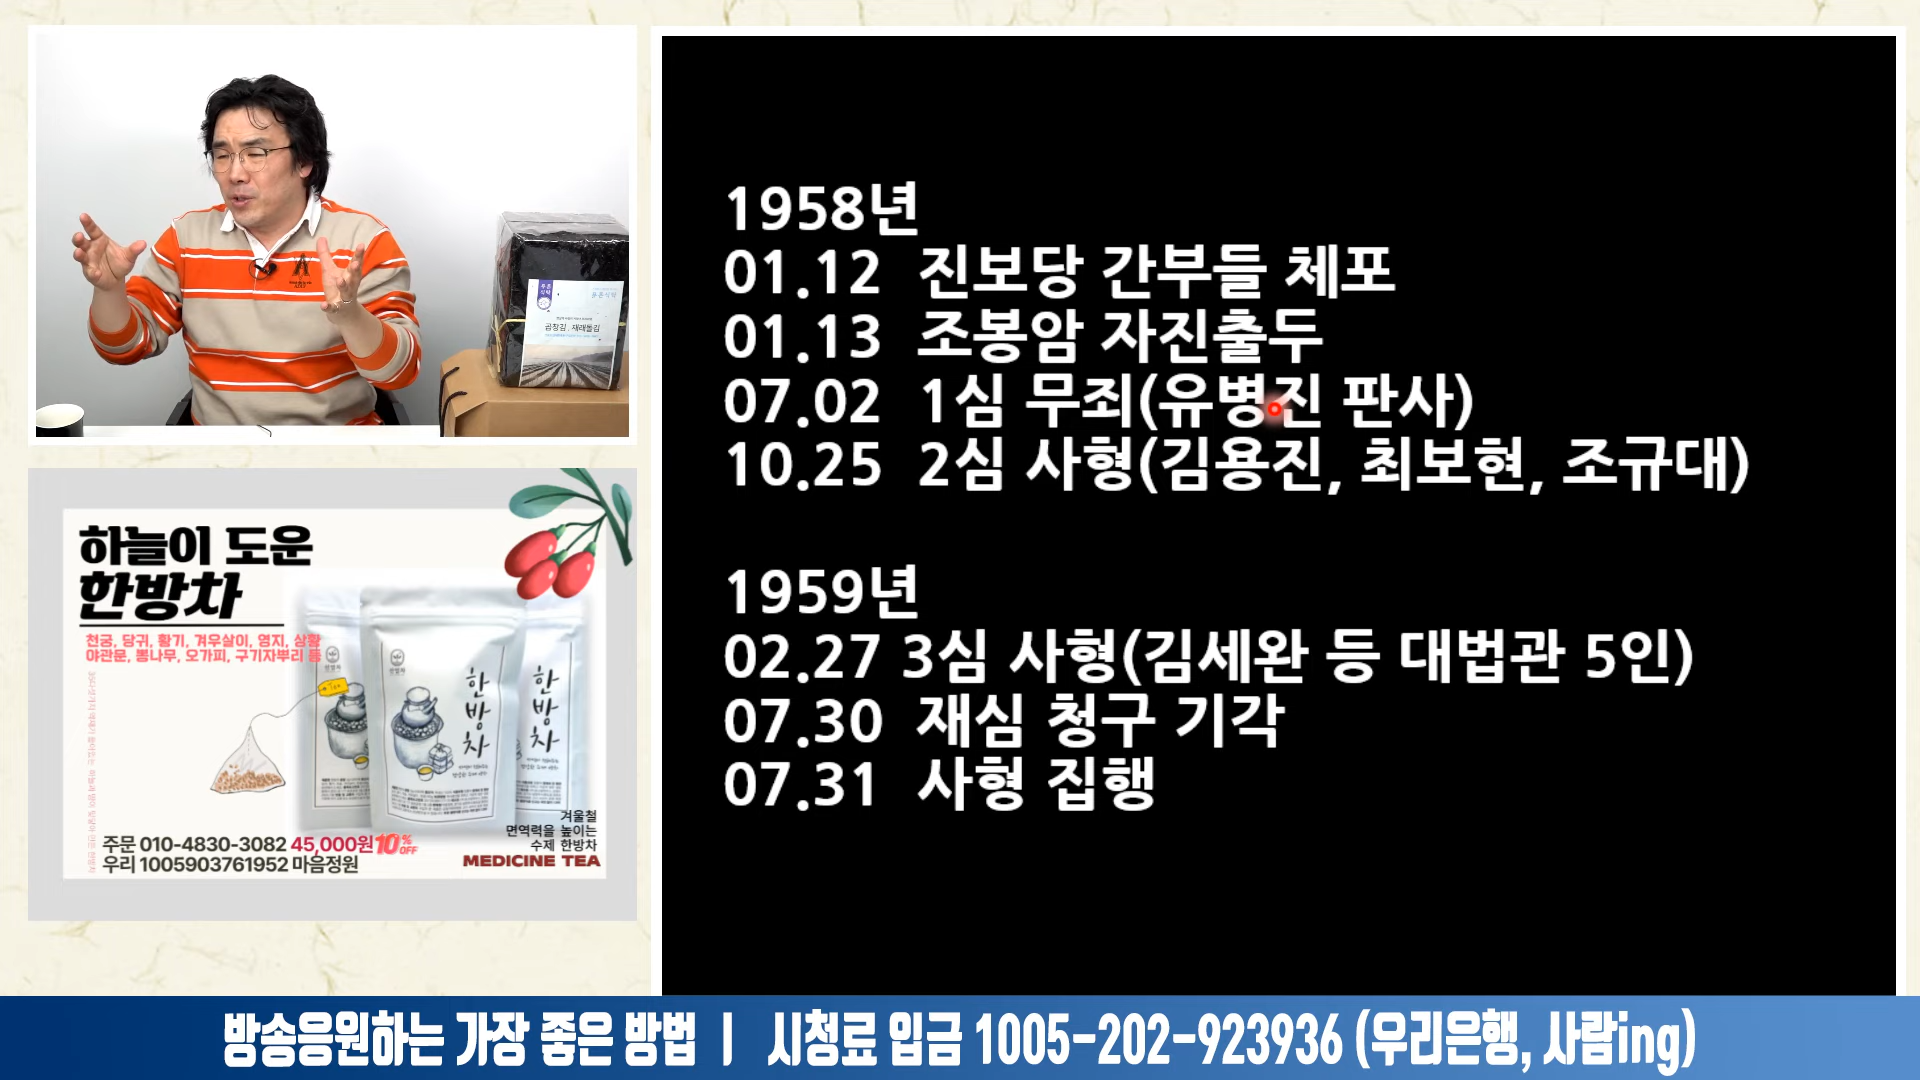 1958년
01.12 진보당 간부들 체포
01.13 조봉암 자진출두
07.02 1심 무죄(유병진 판사)
10.25 2심 사형(김용진, 최보현, 조규대)
1959년
02.27 3심 사형(김세완 등 대법관 5인)
07.30 재심 청구 기각
07.31 사형 집행
곱창김, 재래돌김
하늘이 도운
한방차
천궁, 당귀, 황기, 겨우살이, 영지, 상황
야관문, 뽕나무, 오가피, 구기자뿌리 등
한방차
한방차
겨울철
면역력을 높이는
수제 한방차
MEDICINE TEA
주문 010-4830-3082 45,000원 10% OFF
우리 1005903761952 마음정원
방송응원하는 가장 좋은 방법 | 시청료 입금 1005-202-923936 (우리은행, 사람ing)